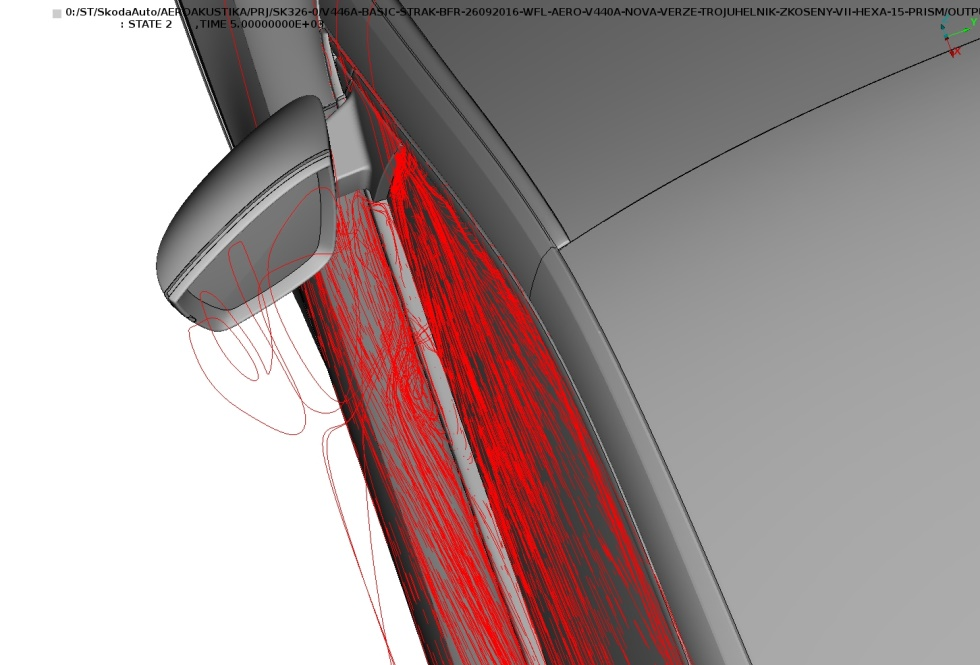 0:/ST/SkodaAuto/AEROAKUSTIKA/PRJ/SK326-0/V446A-BASIC-STRAK-BFR-26092016-WFL-AERO-V440A-NOVA-VERZE-TROJUHELNIK-ZKOSENY-VII-HEXA-15-PRISM/OUTP
: STATE 2 ,TIME 5.00000000E+03
Y
X